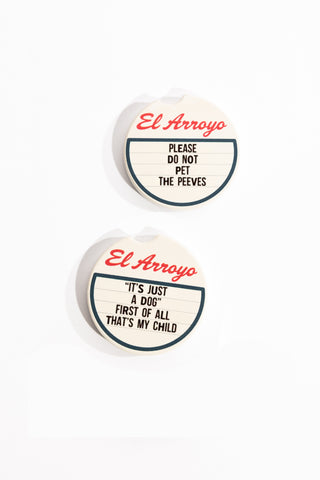 El Arroyo
PLEASE
DO NOT
PET
THE PEEVES
El Arroyo
"IT'S JUST
A DOG"
FIRST OF ALL
THAT'S MY CHILD